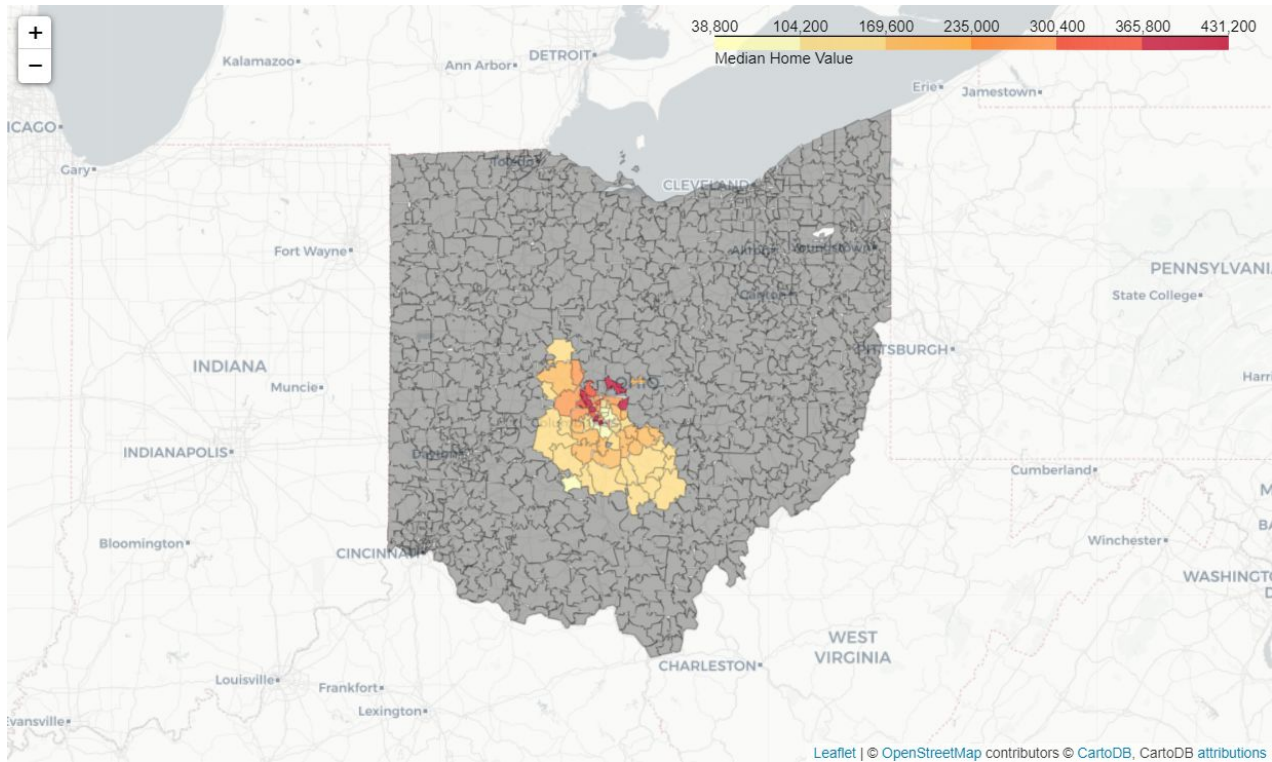 +
−
38,800 104,200 169,600 235,000 300,400 365,800 431,200
Median Home Value
DETROIT
Kalamazoo
Ann Arbor
Erie
Jamestown
ICAGO
Gary
Toledo
CLEVELAND
Fort Wayne
Akron
Youngstown
PENNSYLVANI
Canton
State College
PITTSBURGH
INDIANA
Muncie
Harri
INDIANAPOLIS
Dayton
Cumberland
M
Bloomington
CINCINNATI
BA
Winchester
WASHINGT
D
WEST
VIRGINIA
CHARLESTON
Louisville
Frankfort
Lexington
Evansville
Leaflet | © OpenStreetMap contributors © CartoDB, CartoDB attributions